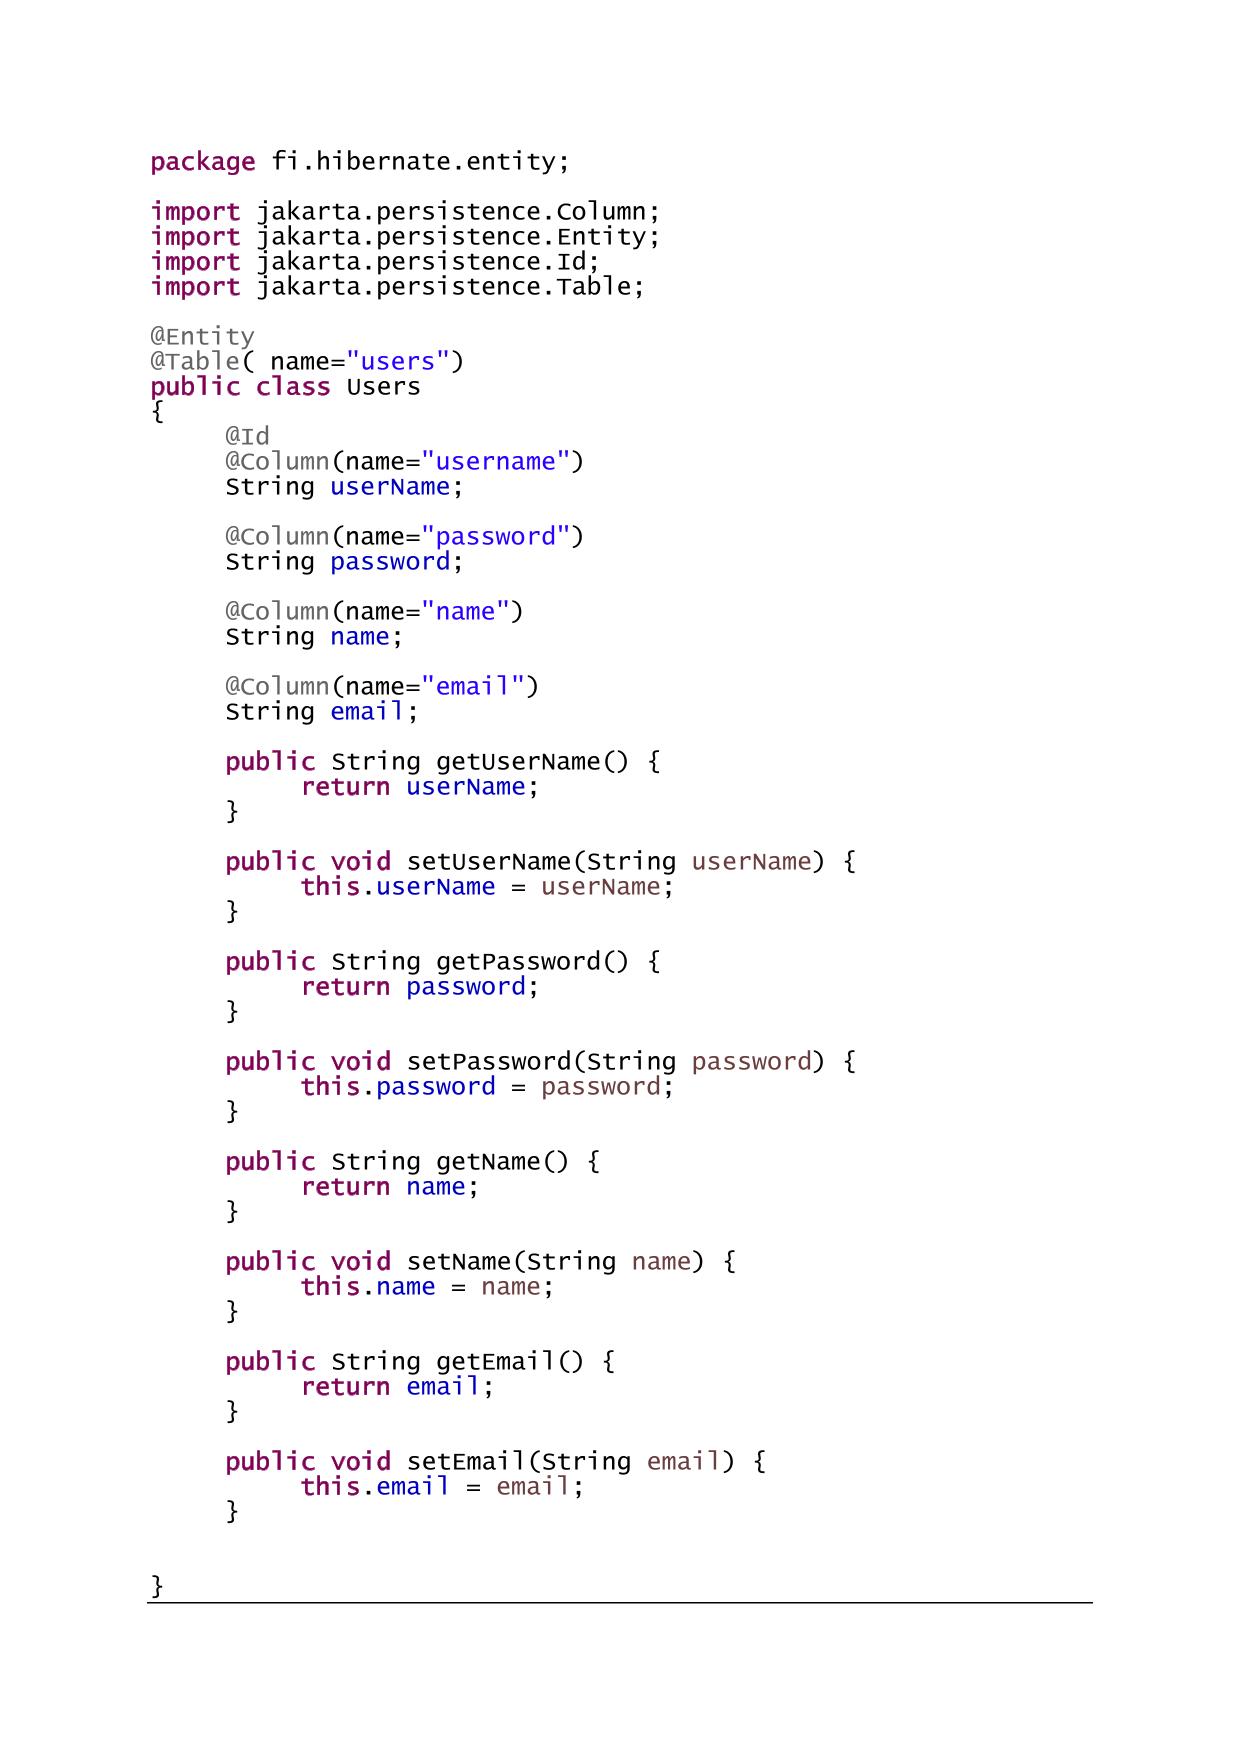 package fi.hibernate.entity;
import jakarta.persistence.Column;
import jakarta.persistence.Entity;
import jakarta.persistence.Id;
import jakarta.persistence.Table;
@Entity
@Table( name="users")
public class Users
{
@Id
@Column(name="username")
String userName;
@Column(name="password")
String password;
@Column(name="name")
String name;
@Column(name="email")
String email;
public String getUserName() {
return userName;
}
public void setUserName(String userName) {
this.userName = userName;
}
public String getPassword() {
return password;
}
public void setPassword(String password) {
this.password = password;
}
public String getName() {
return name;
}
public void setName(String name) {
this.name = name;
}
public String getEmail() {
return email;
}
public void setEmail(String email) {
this.email = email;
}
}